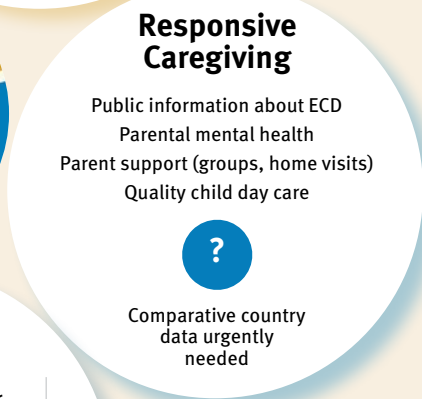 Responsive
Caregiving
Public information about ECD
Parental mental health
Parent support (groups, home visits)
Quality child day care
?
Comparative country
data urgently
needed